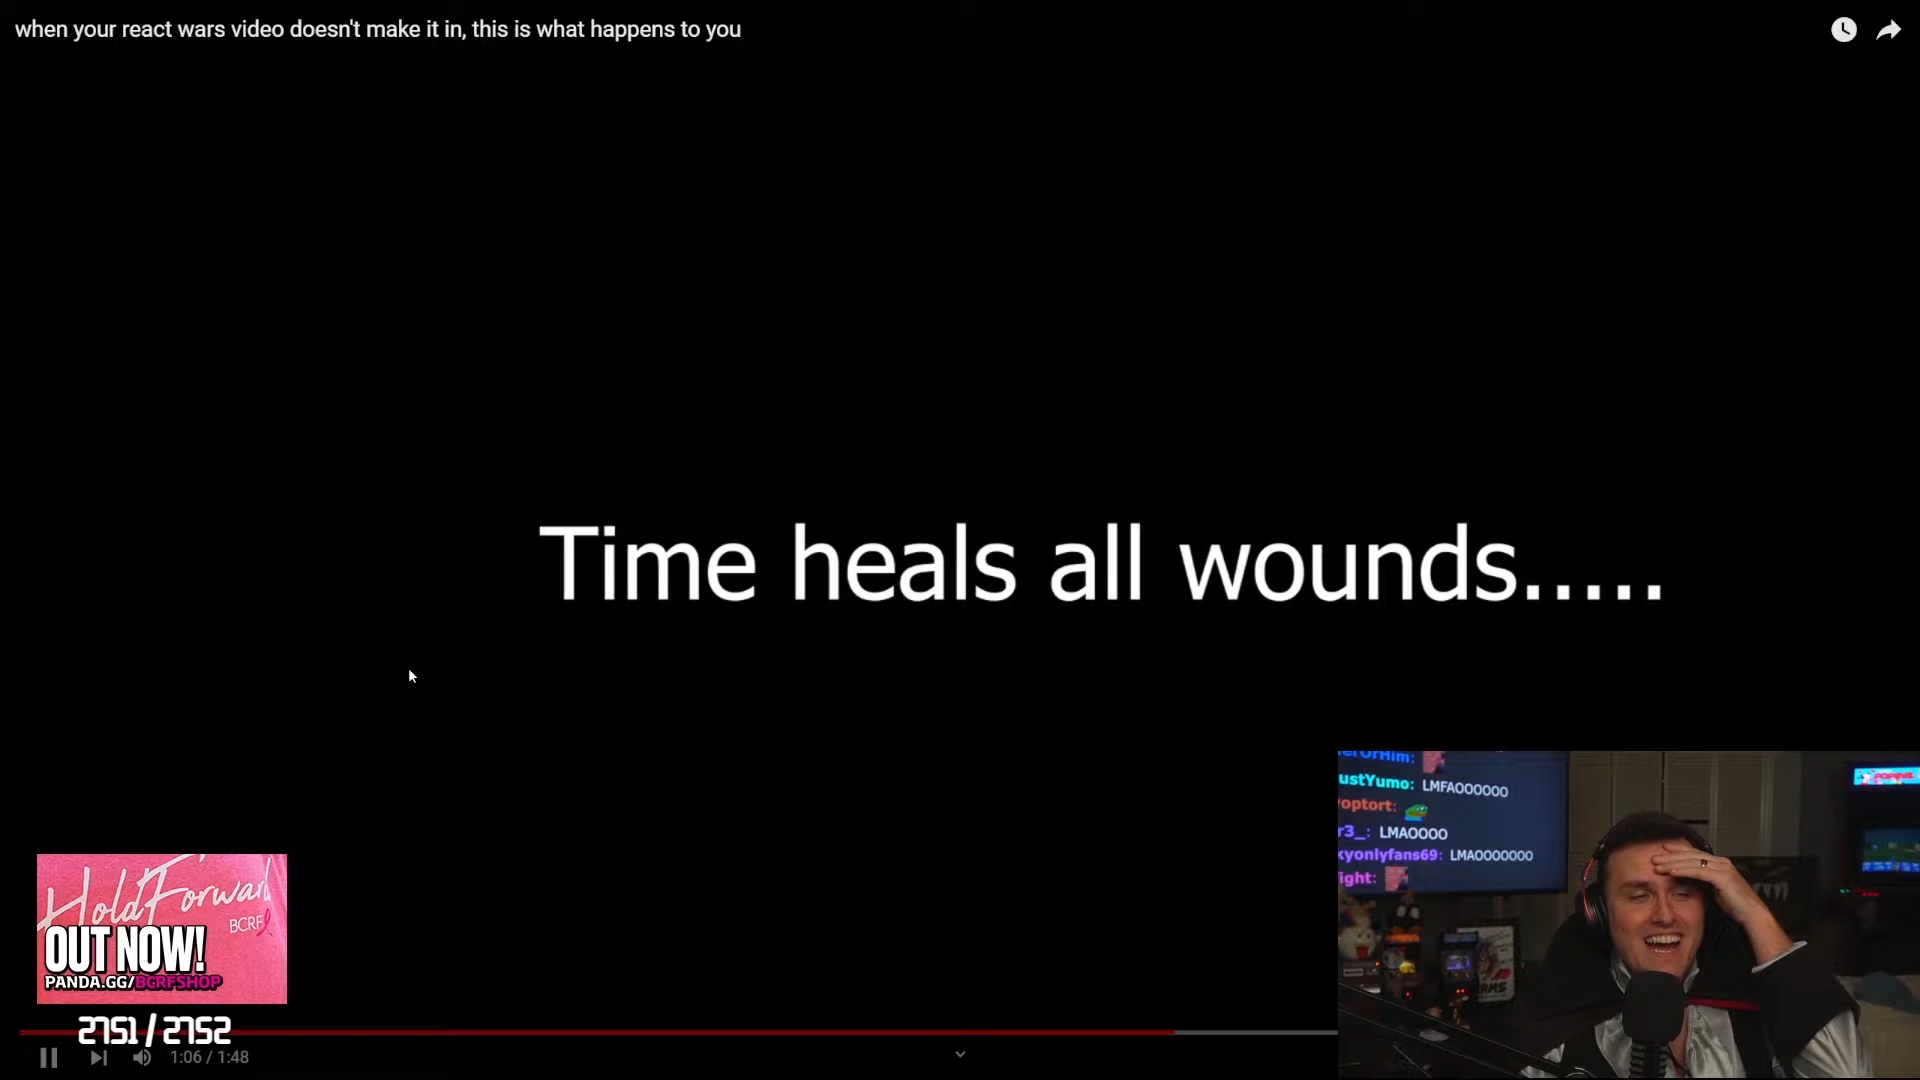 when your react wars video doesn't make it in, this is what happens to you
Time heals all wounds.....
erOrHim:
ustYumo: LMFAOOOOOO
optort:
r3_: LMAOOOO
kyonlyfans69: LMAOOOOOOO
ight:
HoldForward
BCRF
OUT NOW!
PANDA.GG/BCRFSHOP
2751 / 2752
1:06 / 1:48